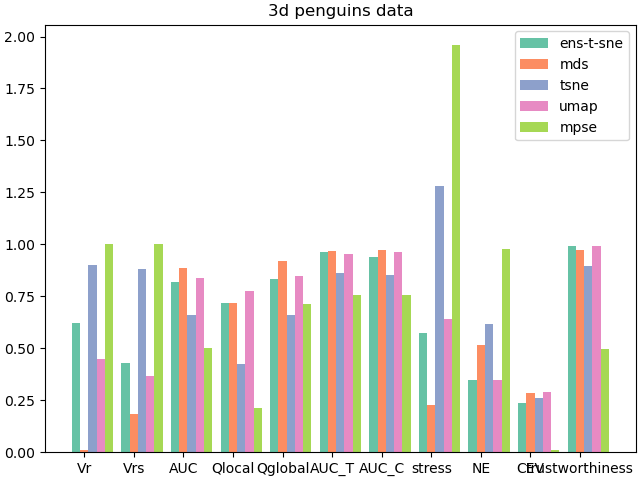 3d penguins data
2.00
1.75
1.50
1.25
1.00
0.75
0.50
0.25
0.00
ens-t-sne
mds
tsne
umap
mpse
Vr Vrs AUC Qlocal Qglobal AUC_T AUC_C stress NE CEV trustworthiness